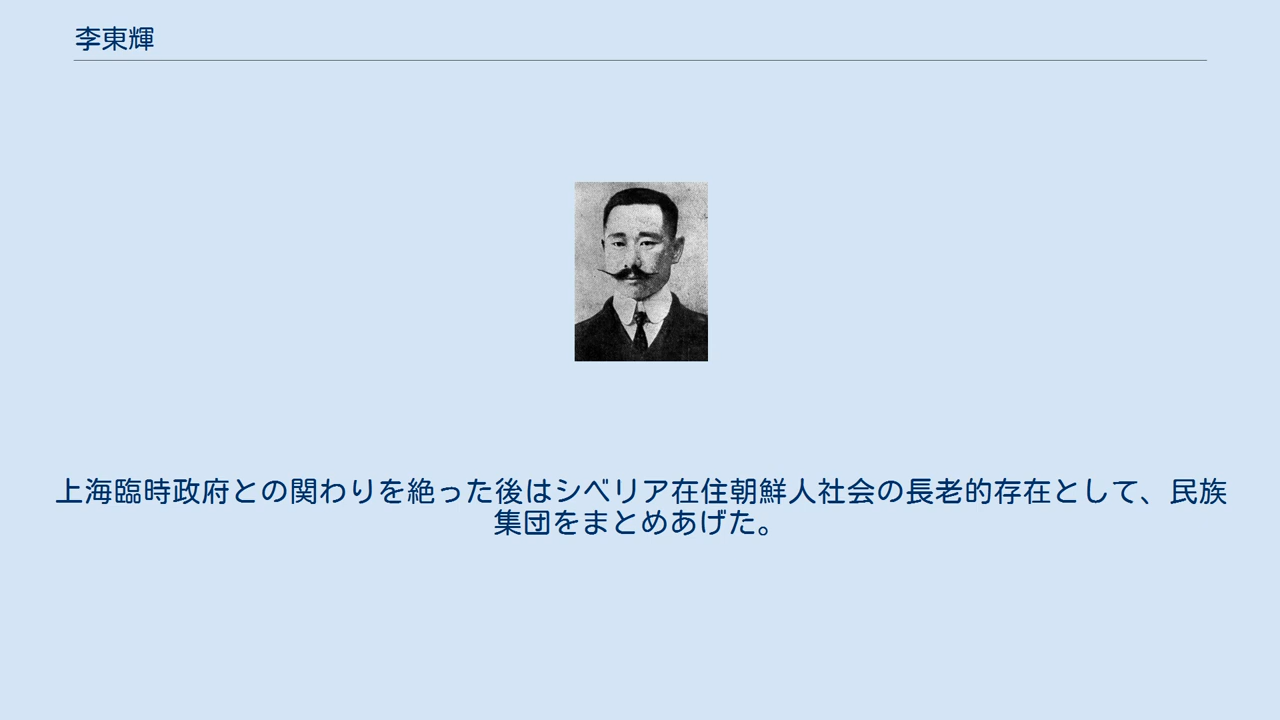 李東輝
上海臨時政府との関わりを絶った後はシベリア在住朝鮮人社会の長老的存在として、民族
集団をまとめあげた。